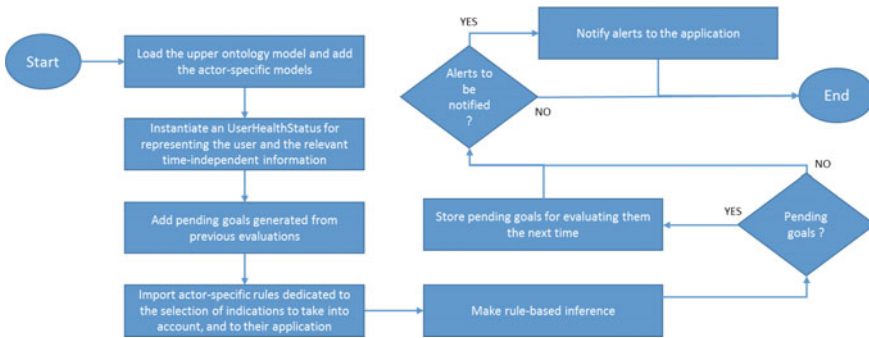 Start
Load the upper ontology model and add
the actor-specific models
Instantiate an UserHealthStatus for
representing the user and the relevant
time-independent information
Add pending goals generated from
previous evaluations
Import actor-specific rules dedicated to
the selection of indications to take into
account, and to their application
Make rule-based inference
Pending
goals ?
YES
NO
Store pending goals for evaluating them
the next time
Alerts to
be
notified
?
YES
NO
Notify alerts to the application
End